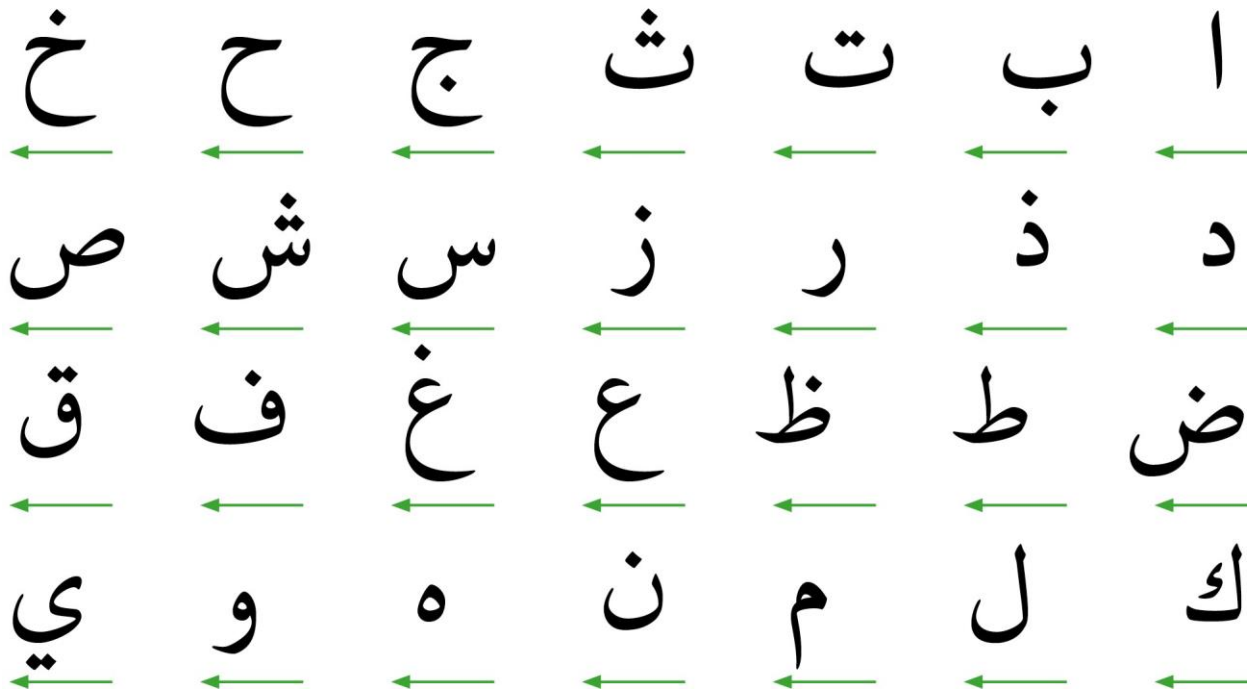 ا ب ت ث ج ح خ
د ذ ر ز س ش ص
ض ط ظ ع غ ف ق
ك ل م ن ه و ي